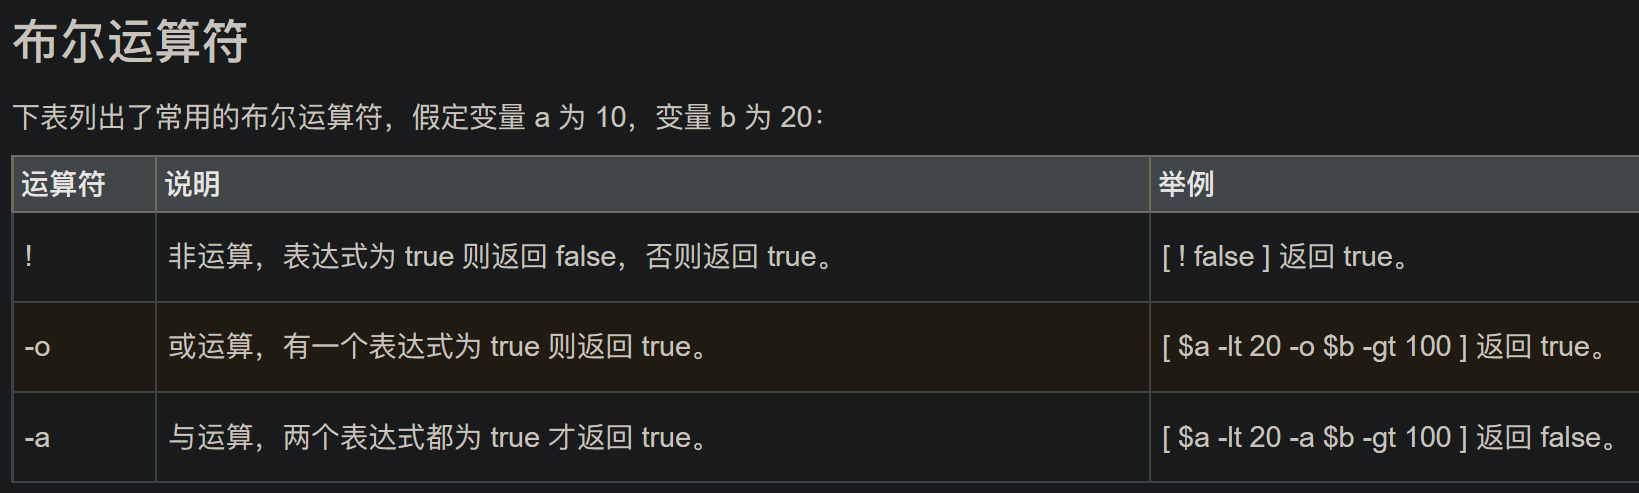 布尔运算符
下表列出了常用的布尔运算符，假定变量 a 为 10，变量 b 为 20：
运算符 说明 举例
! 非运算，表达式为 true 则返回 false，否则返回 true。 [ ! false ] 返回 true。
-o 或运算，有一个表达式为 true 则返回 true。 [ $a -lt 20 -o $b -gt 100 ] 返回 true。
-a 与运算，两个表达式都为 true 才返回 true。 [ $a -lt 20 -a $b -gt 100 ] 返回 false。